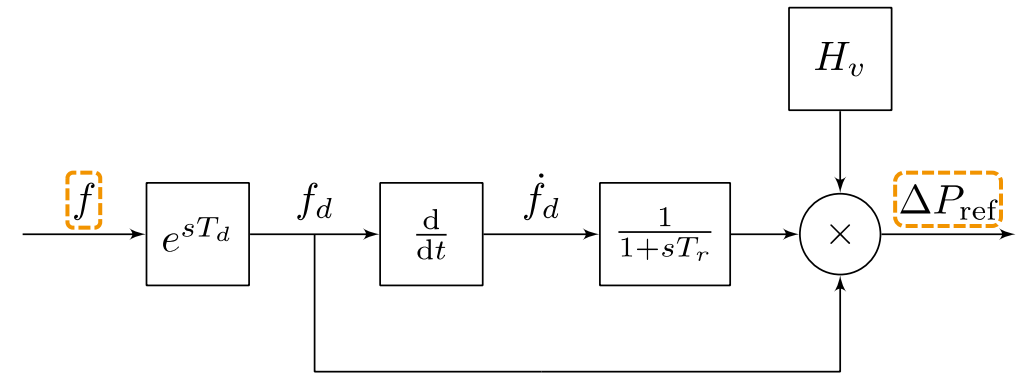 H_v
f
f_d
ḟ_d
ΔP_ref
e^{sT_d}
d/dt
1/(1+sT_r)
×